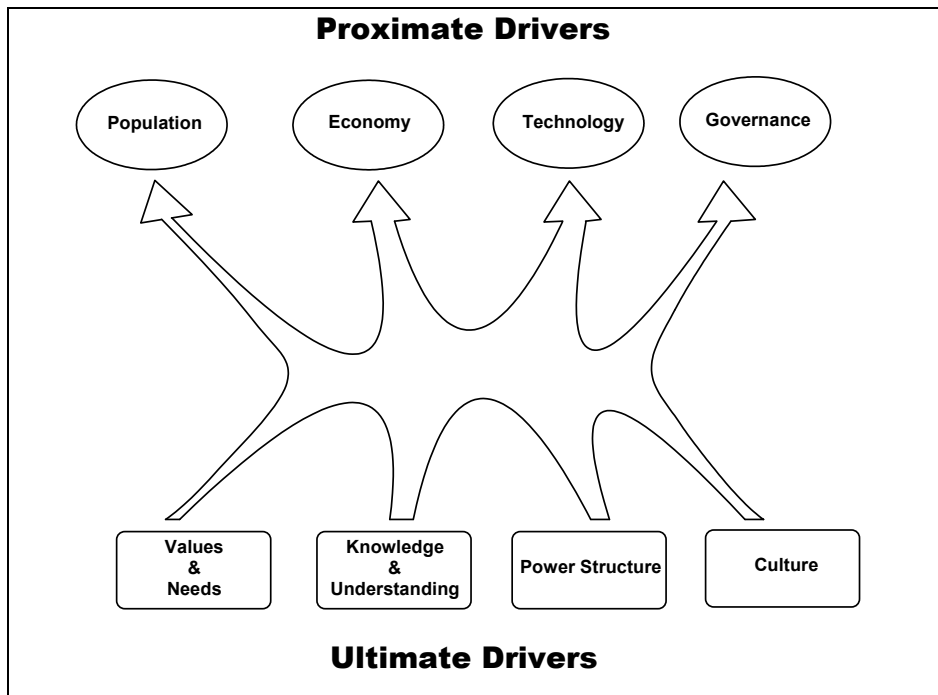 Proximate Drivers
Population
Economy
Technology
Governance
Values
&
Needs
Knowledge
&
Understanding
Power Structure
Culture
Ultimate Drivers